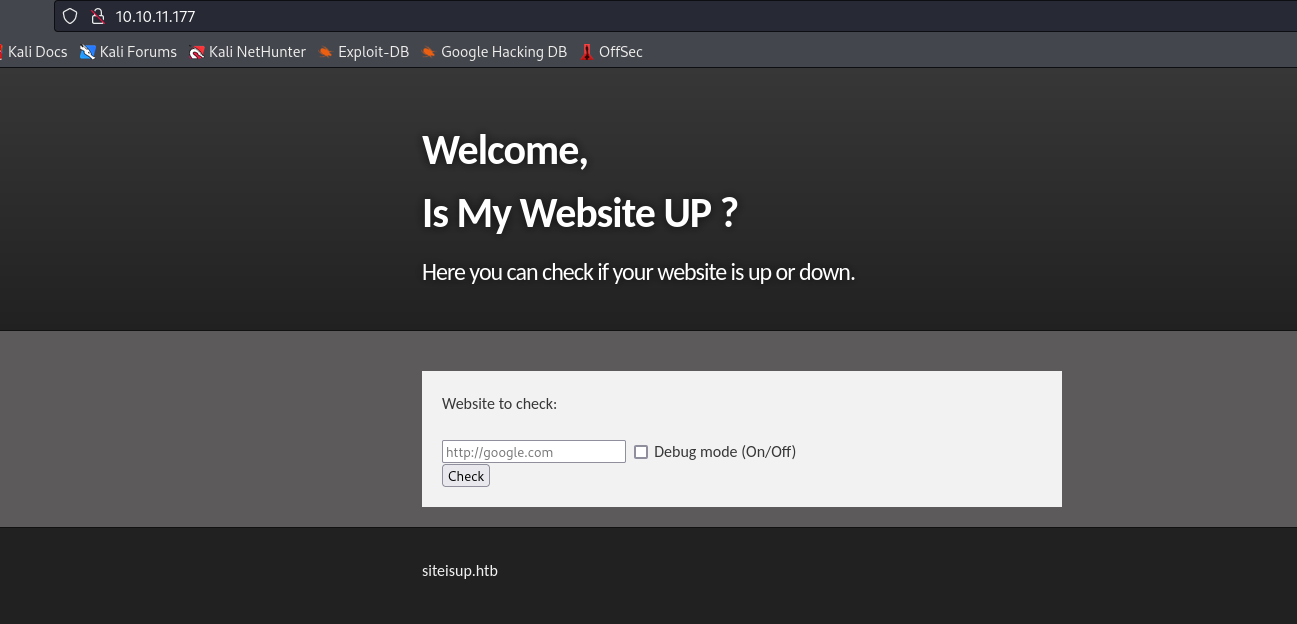 10.10.11.177
Kali Docs Kali Forums Kali NetHunter Exploit-DB Google Hacking DB OffSec
Welcome,
Is My Website UP ?
Here you can check if your website is up or down.
Website to check:
http://google.com Debug mode (On/Off)
Check
siteisup.htb